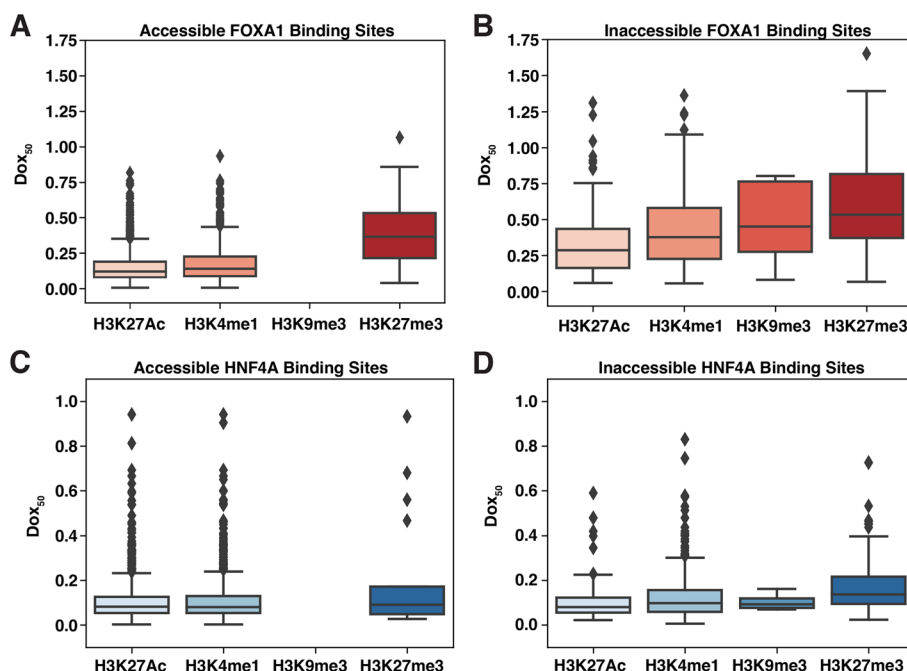 A
Accessible FOXA1 Binding Sites
Dox50
1.75
1.50
1.25
1.00
0.75
0.50
0.25
0.00
H3K27Ac H3K4me1 H3K9me3 H3K27me3
B
Inaccessible FOXA1 Binding Sites
Dox50
1.75
1.50
1.25
1.00
0.75
0.50
0.25
0.00
H3K27Ac H3K4me1 H3K9me3 H3K27me3
C
Accessible HNF4A Binding Sites
Dox50
1.0
0.8
0.6
0.4
0.2
0.0
H3K27Ac H3K4me1 H3K9me3 H3K27me3
D
Inaccessible HNF4A Binding Sites
Dox50
1.0
0.8
0.6
0.4
0.2
0.0
H3K27Ac H3K4me1 H3K9me3 H3K27me3